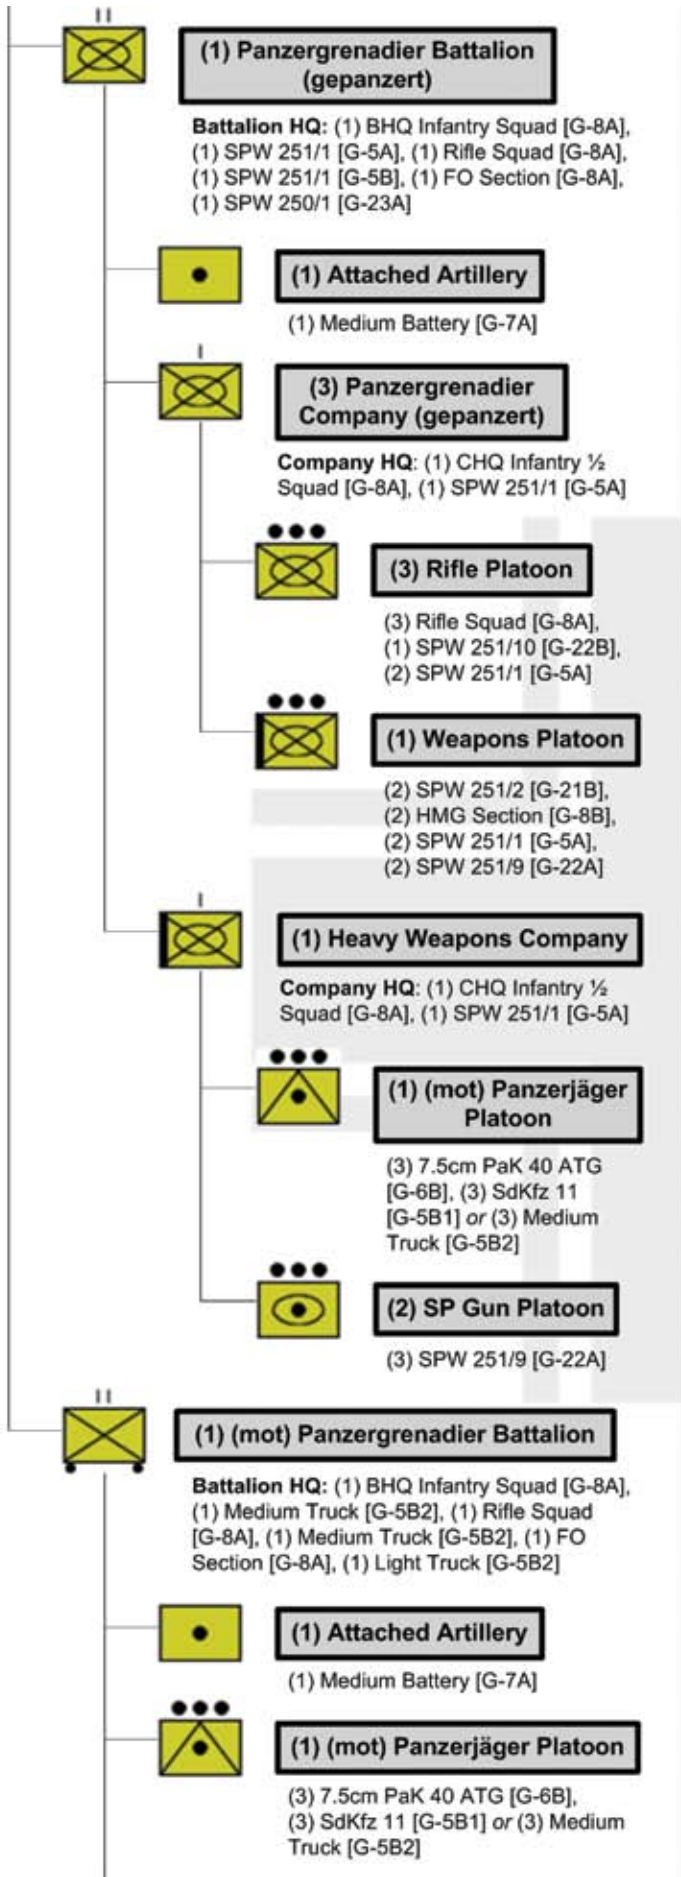 (1) Panzergrenadier Battalion
(gepanzert)
Battalion HQ: (1) BHQ Infantry Squad [G-8A],
(1) SPW 251/1 [G-5A], (1) Rifle Squad [G-8A],
(1) SPW 251/1 [G-5B], (1) FO Section [G-8A],
(1) SPW 250/1 [G-23A]
(1) Attached Artillery
(1) Medium Battery [G-7A]
(3) Panzergrenadier
Company (gepanzert)
Company HQ: (1) CHQ Infantry ½
Squad [G-8A], (1) SPW 251/1 [G-5A]
(3) Rifle Platoon
(3) Rifle Squad [G-8A],
(1) SPW 251/10 [G-22B],
(2) SPW 251/1 [G-5A]
(1) Weapons Platoon
(2) SPW 251/2 [G-21B],
(2) HMG Section [G-8B],
(2) SPW 251/1 [G-5A],
(2) SPW 251/9 [G-22A]
(1) Heavy Weapons Company
Company HQ: (1) CHQ Infantry ½
Squad [G-8A], (1) SPW 251/1 [G-5A]
(1) (mot) Panzerjäger
Platoon
(3) 7.5cm PaK 40 ATG
[G-6B], (3) SdKfz 11
[G-5B1] or (3) Medium
Truck [G-5B2]
(2) SP Gun Platoon
(3) SPW 251/9 [G-22A]
(1) (mot) Panzergrenadier Battalion
Battalion HQ: (1) BHQ Infantry Squad [G-8A],
(1) Medium Truck [G-5B2], (1) Rifle Squad
[G-8A], (1) Medium Truck [G-5B2], (1) FO
Section [G-8A], (1) Light Truck [G-5B2]
(1) Attached Artillery
(1) Medium Battery [G-7A]
(1) (mot) Panzerjäger Platoon
(3) 7.5cm PaK 40 ATG [G-6B],
(3) SdKfz 11 [G-5B1] or (3) Medium
Truck [G-5B2]